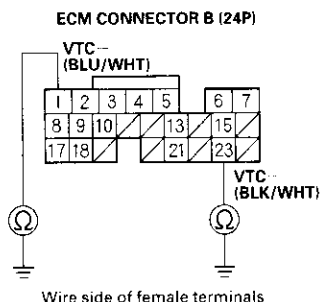 ECM CONNECTOR B (24P)
VTC−
(BLU/WHT)
1 2 3 4 5 6 7
8 9 10 13 15
17 18 21 23
VTC−
(BLK/WHT)
Ω Ω
Wire side of female terminals